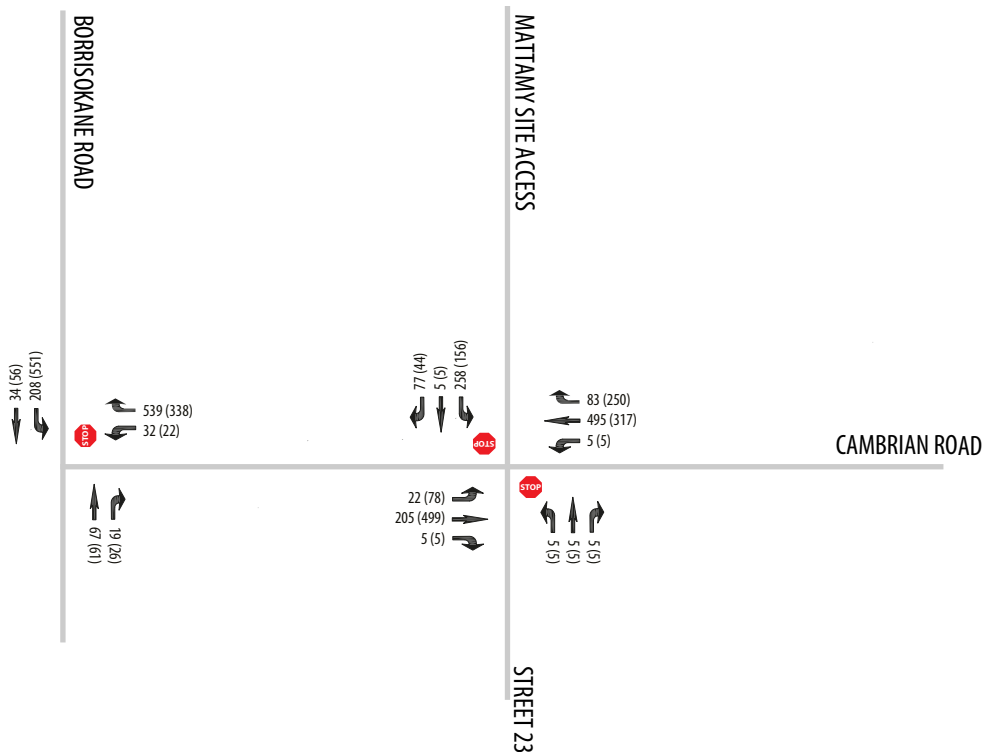 BORRISOKANE ROAD
MATTAMY SITE ACCESS
34 (56)
208 (551)
539 (338)
32 (22)
STOP
67 (61)
19 (26)
77 (44)
5 (5)
258 (156)
STOP
83 (250)
495 (317)
5 (5)
CAMBRIAN ROAD
22 (78)
205 (499)
5 (5)
STOP
5 (5)
5 (5)
5 (5)
STREET 23